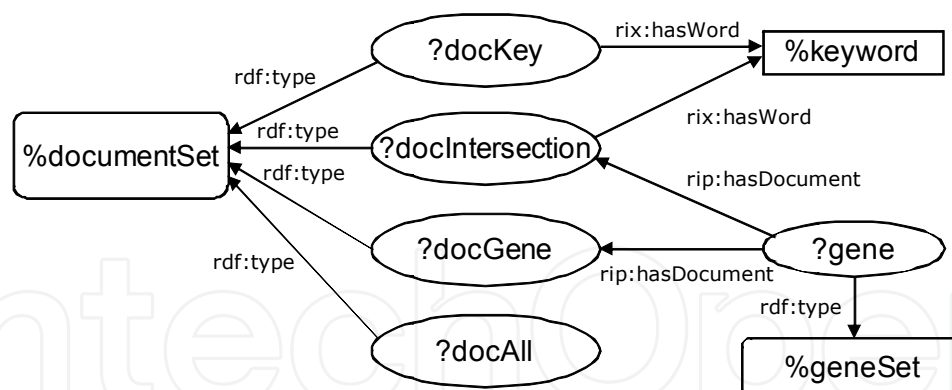 ?docKey
rix:hasWord
%keyword
rdf:type
rix:hasWord
rdf:type
?docIntersection
%documentSet
rdf:type
rip:hasDocument
?docGene
?gene
rdf:type
rip:hasDocument
rdf:type
?docAll
%geneSet